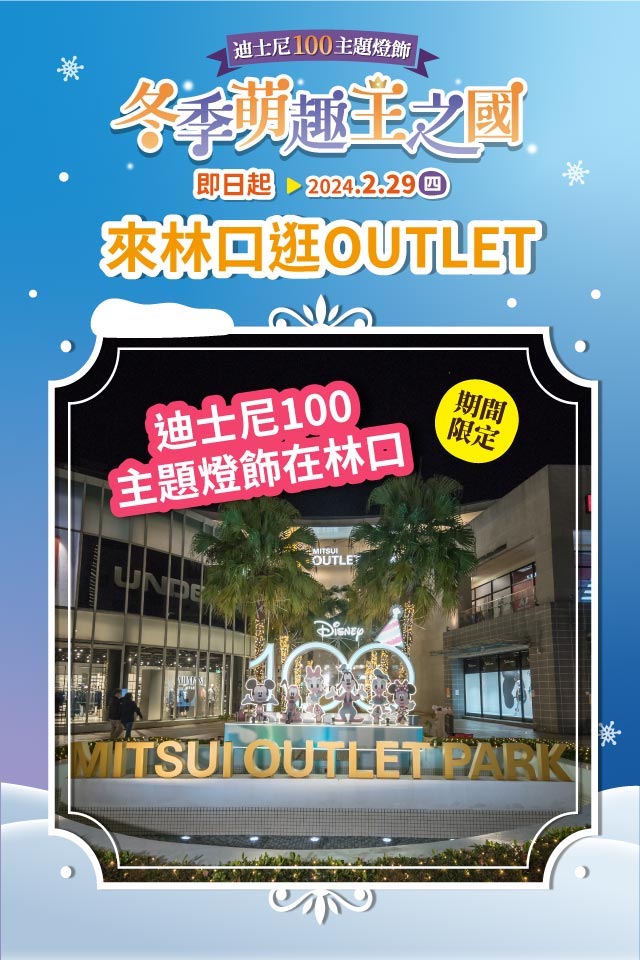 迪士尼100主題燈飾
冬季萌趣王之國
即日起 ▶ 2024.2.29 四
來林口逛OUTLET
迪士尼100
主題燈飾在林口
期間
限定
MITSUI
OUTLET
UNDE
Disney
100
MITSUI OUTLET PARK